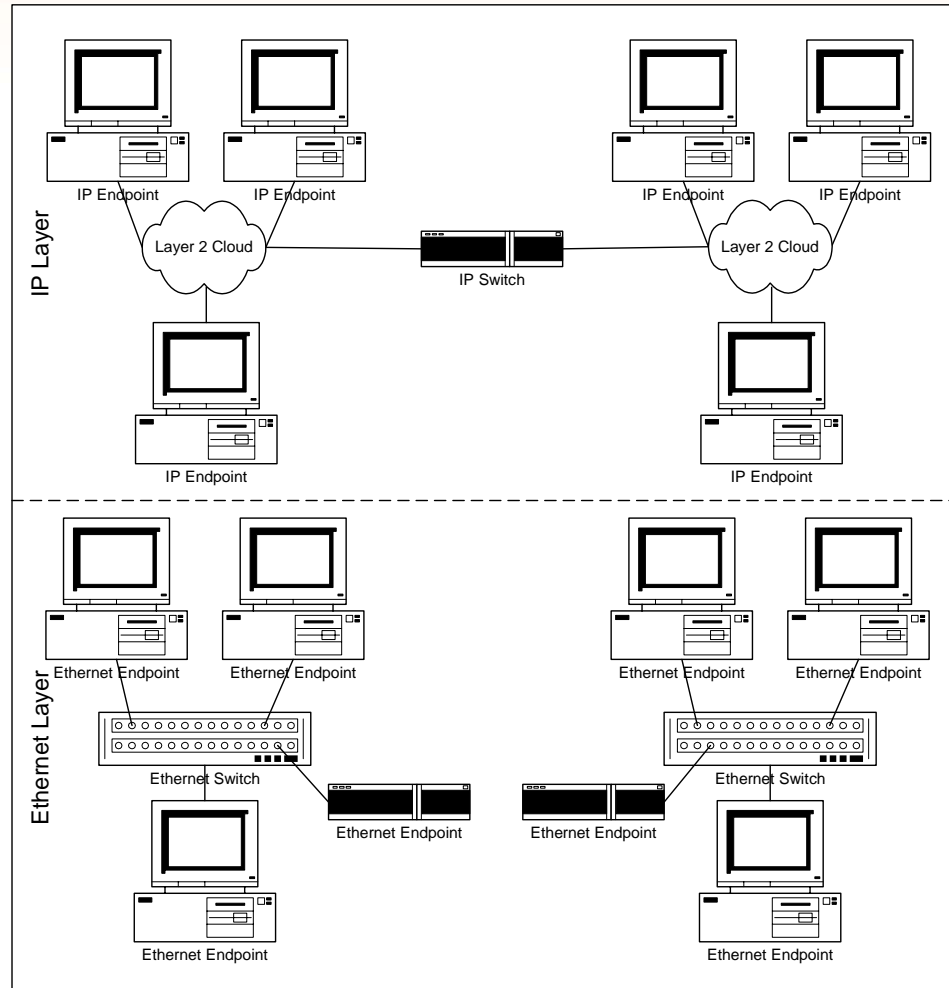 IP Endpoint
IP Endpoint
IP Endpoint
IP Endpoint
IP Layer
Layer 2 Cloud
Layer 2 Cloud
IP Switch
IP Endpoint
IP Endpoint
Ethernet Layer
Ethernet Endpoint
Ethernet Endpoint
Ethernet Endpoint
Ethernet Endpoint
Ethernet Switch
Ethernet Switch
Ethernet Endpoint
Ethernet Endpoint
Ethernet Endpoint
Ethernet Endpoint